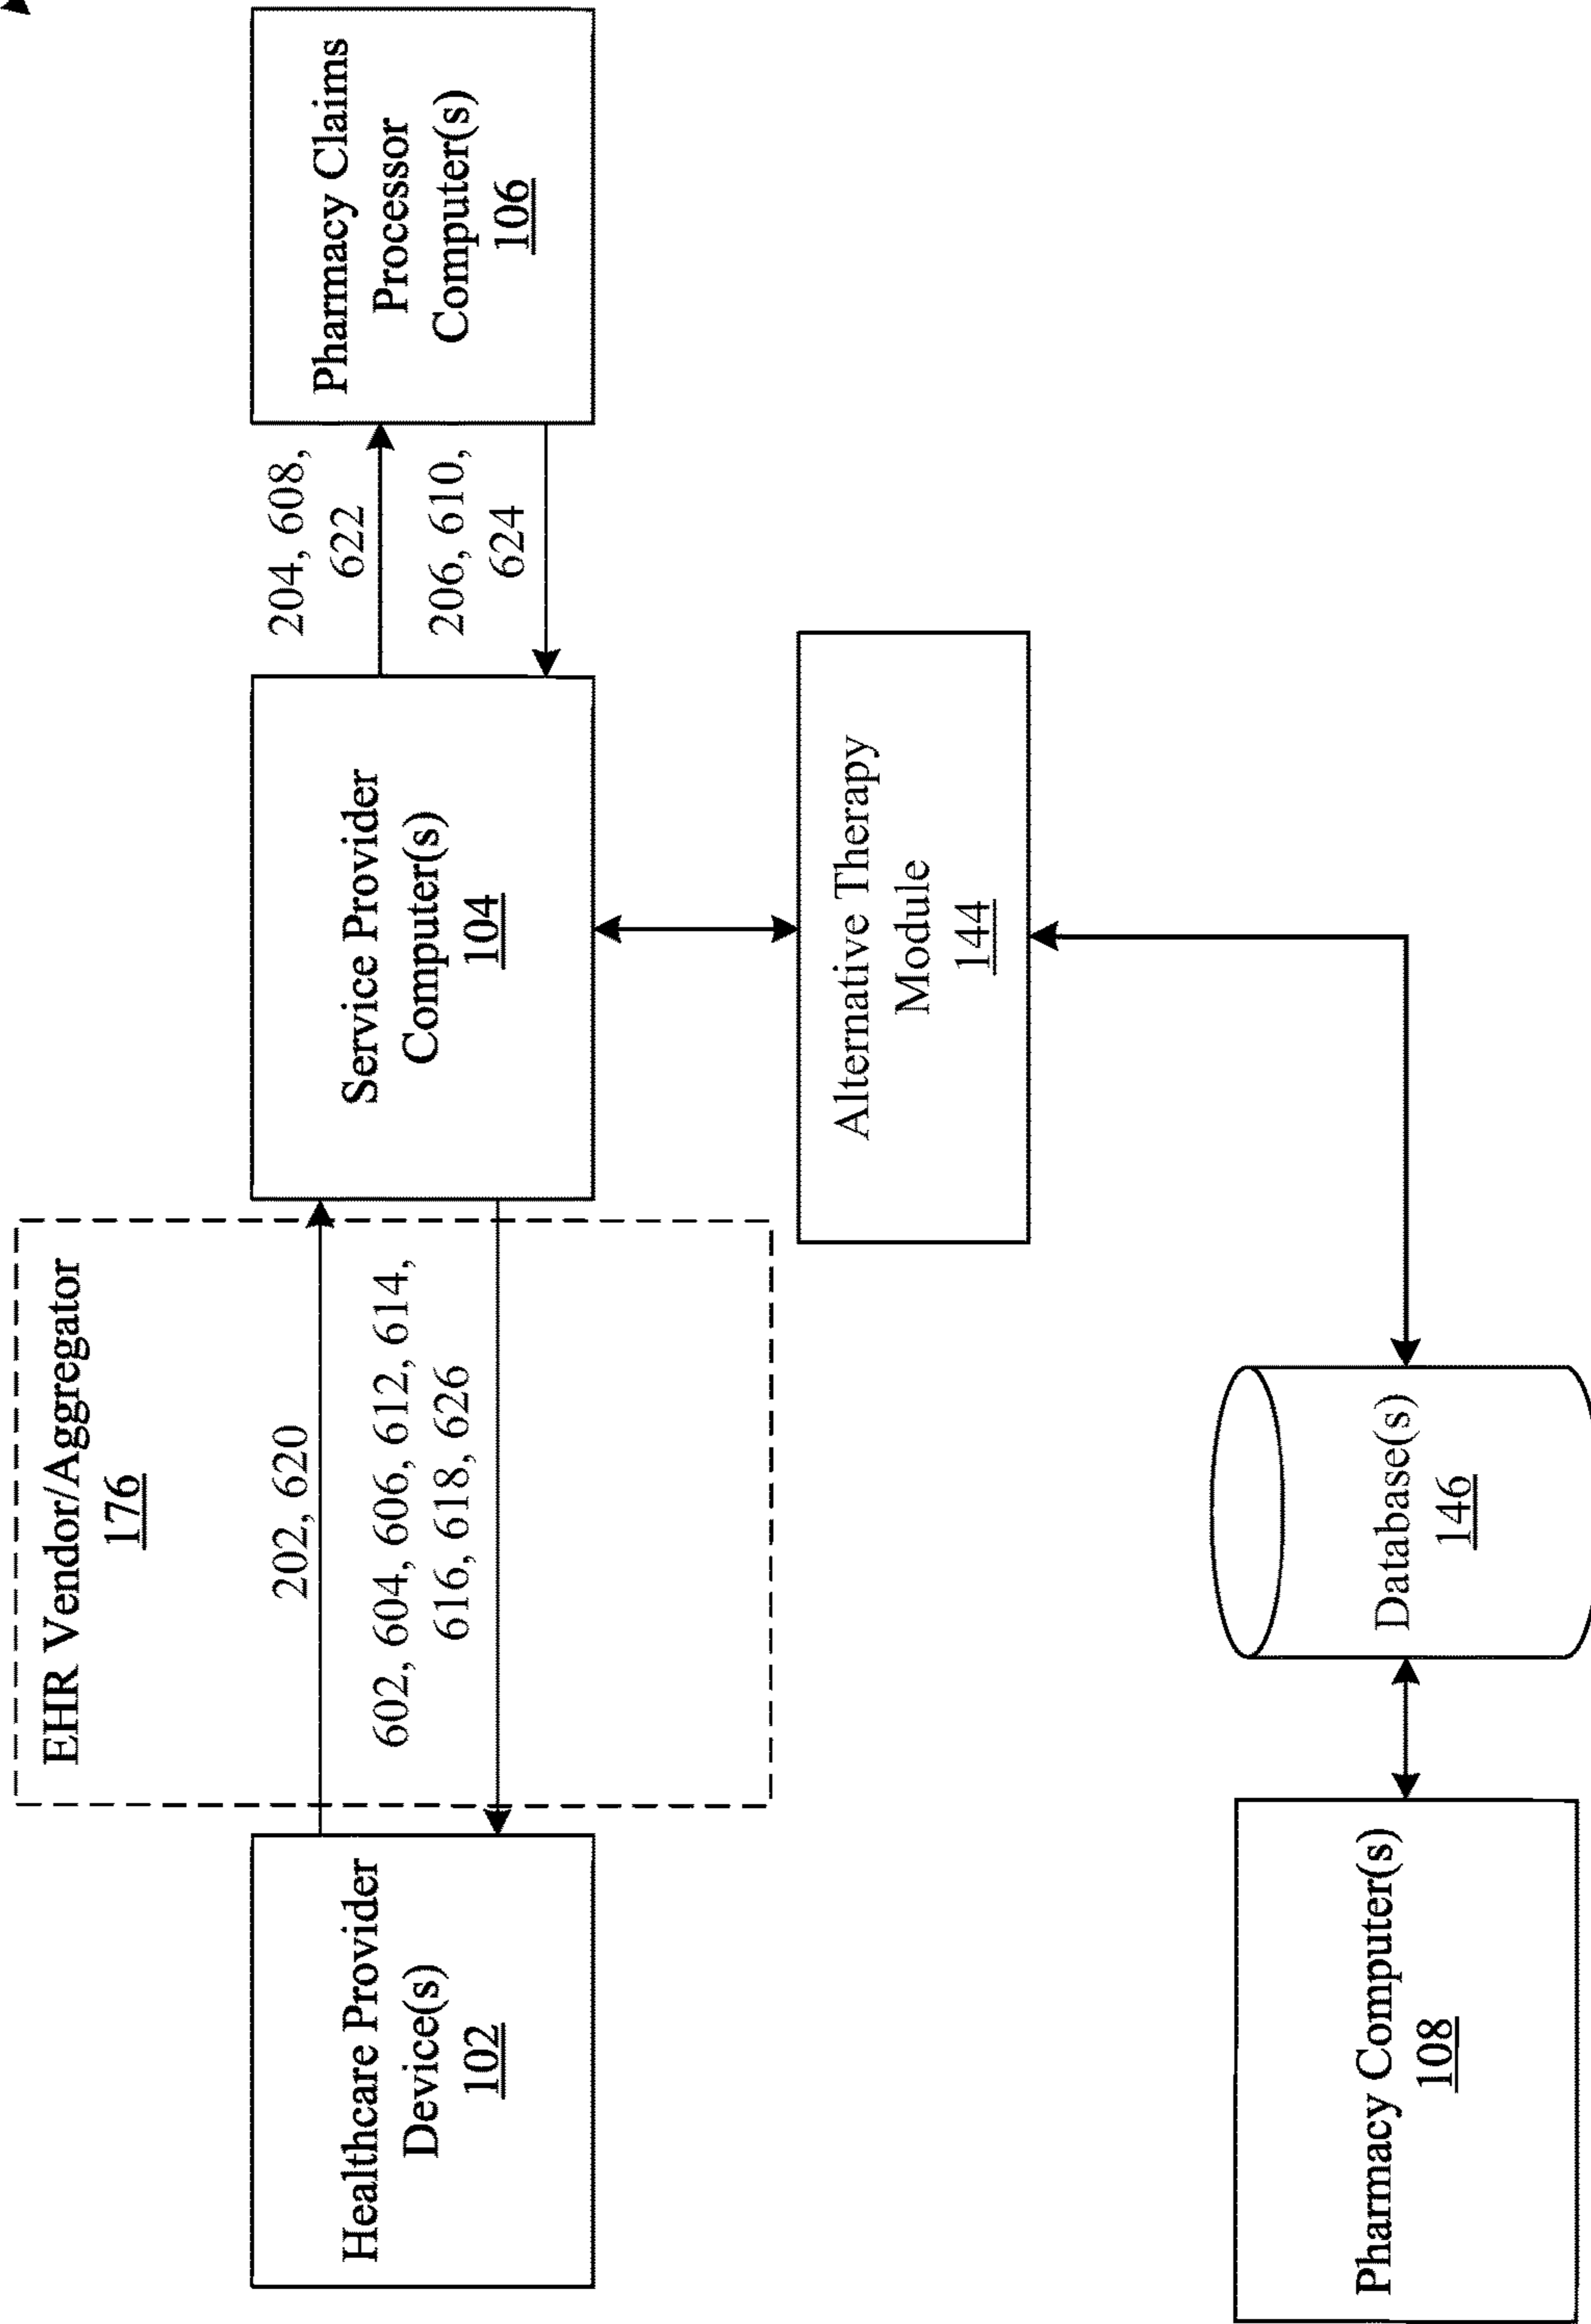 EHR Vendor/Aggregator
176
Healthcare Provider
Device(s)
102
202, 620
602, 604, 606, 612, 614,
616, 618, 626
Service Provider
Computer(s)
104
204, 608,
622
206, 610,
624
Pharmacy Claims
Processor
Computer(s)
106
Alternative Therapy
Module
144
Pharmacy Computer(s)
108
Database(s)
146